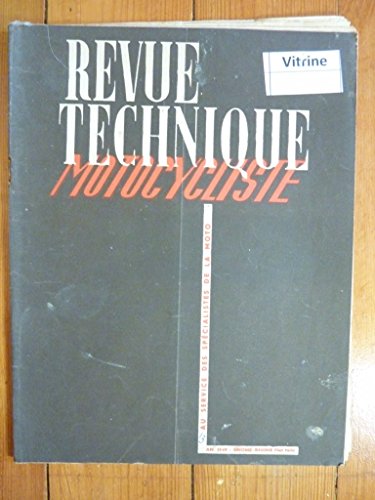 REVUE
TECHNIQUE
MOTOCYCLISTE
Vitrine
AU SERVICE DES SPÉCIALISTES DE LA MOTO